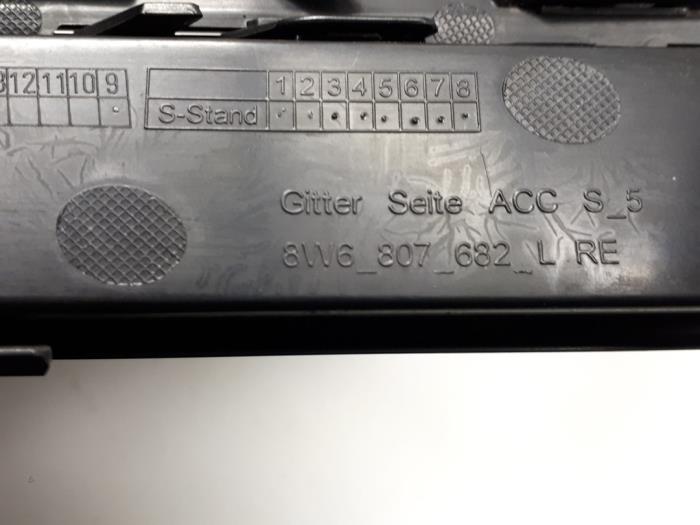 12 11 10 9
1 2 3 4 5 6 7 8
S-Stand
Gitter Seite ACC S_5
8W6_807_682_L RE